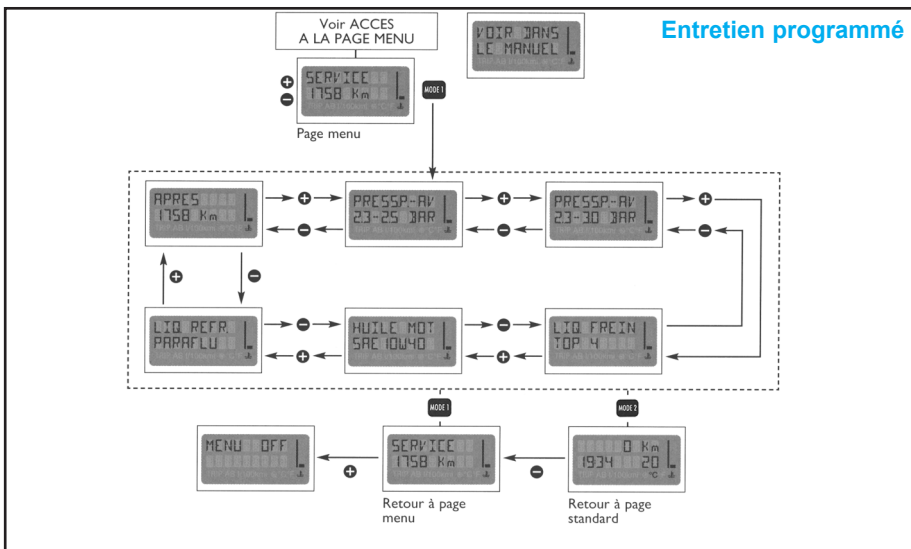 Voir ACCES
A LA PAGE MENU
VOIR DANS
LE MANUEL
Entretien programmé
SERVICE
1758 Km
MODE 1
Page menu
APRES
1758 Km
PRESSP.-AV
2.3-2.5 BAR
PRESSP.-AV
2.3-3.0 BAR
LIQ REFR.
PARAFLU
HUILE MOT
SAE 10W40
LIQ FREIN
TOP 4
MODE 1
MODE 2
MENU OFF
SERVICE
1758 Km
0 Km
1934 20
°C
Retour à page
menu
Retour à page
standard